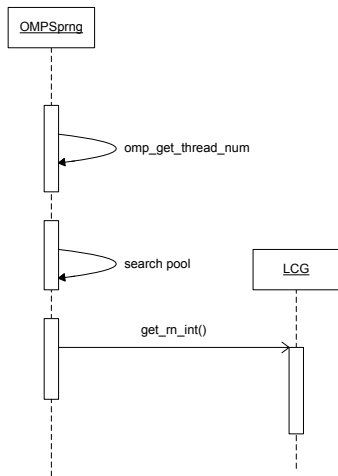 OMPSprng
omp_get_thread_num
search pool
LCG
get_rn_int()